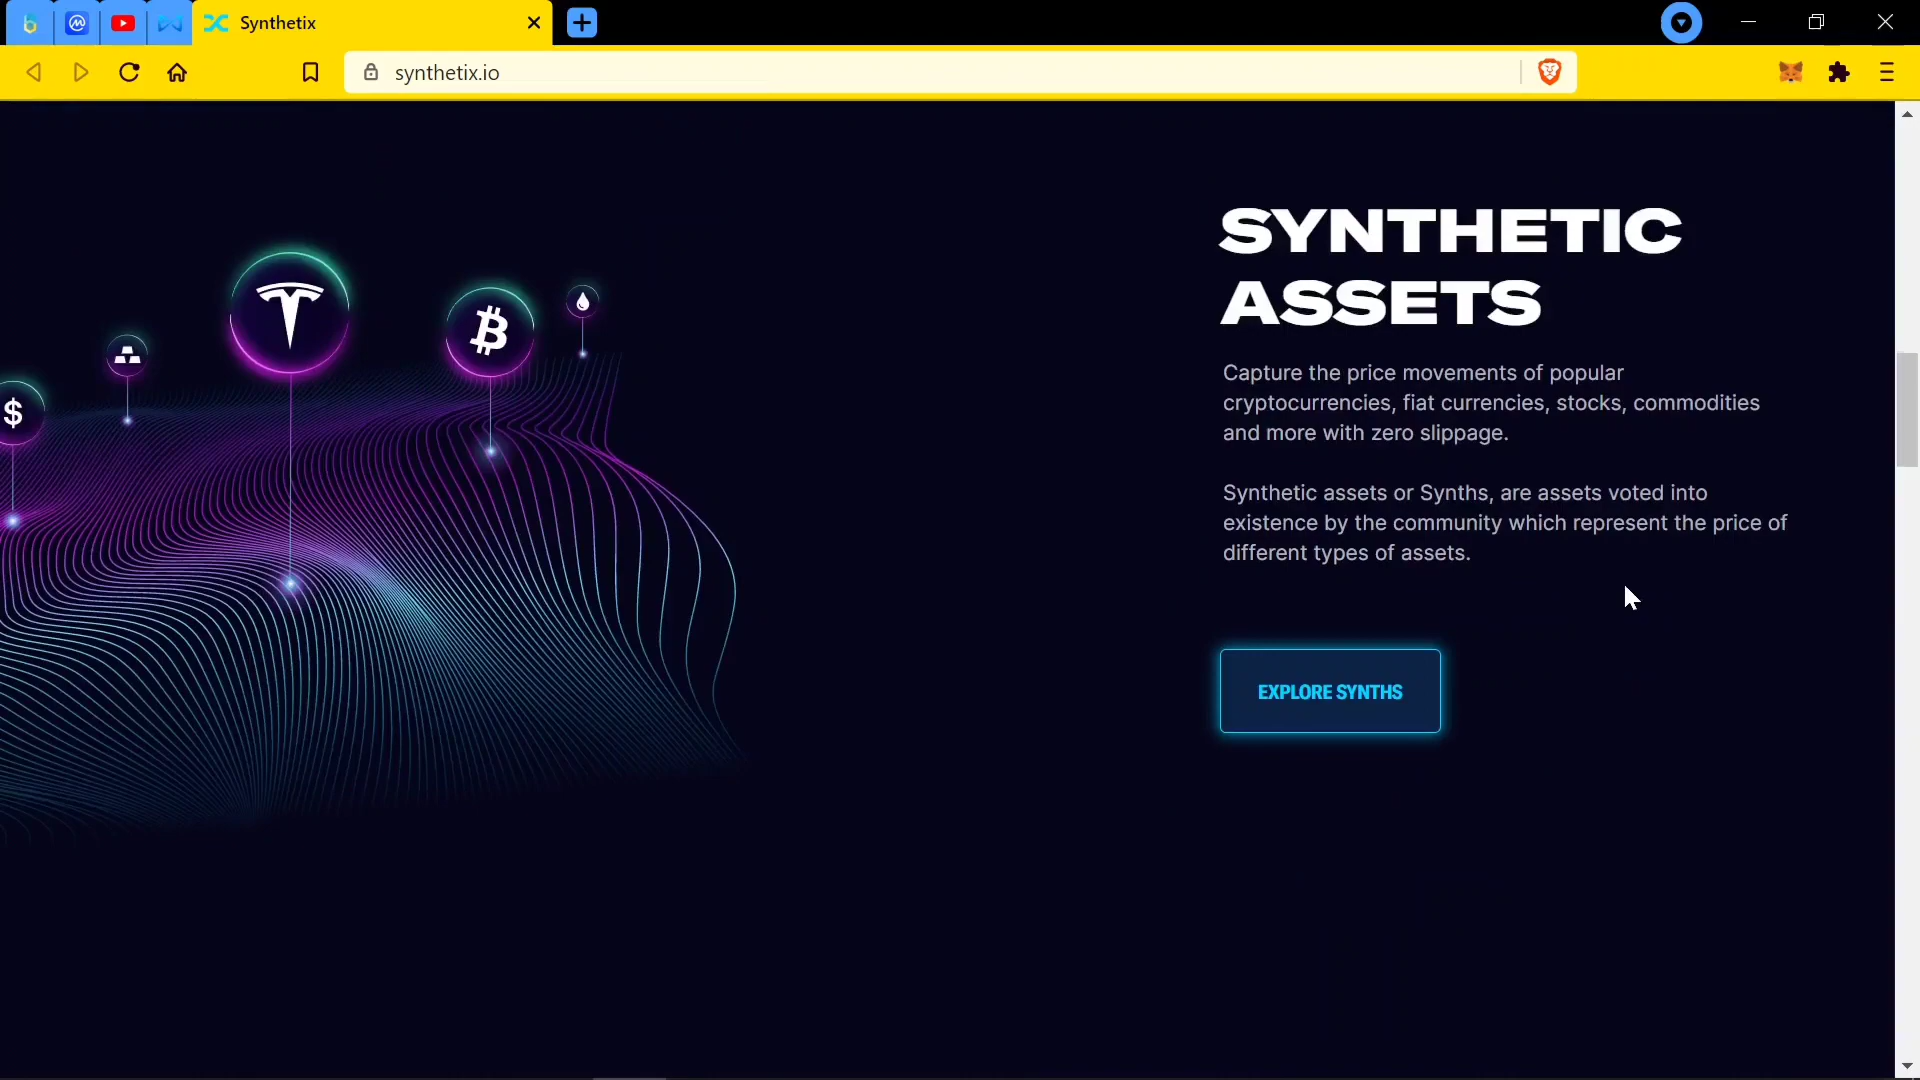 Synthetix
synthetix.io
SYNTHETIC
ASSETS
Capture the price movements of popular
cryptocurrencies, fiat currencies, stocks, commodities
and more with zero slippage.
Synthetic assets or Synths, are assets voted into
existence by the community which represent the price of
different types of assets.
EXPLORE SYNTHS
$